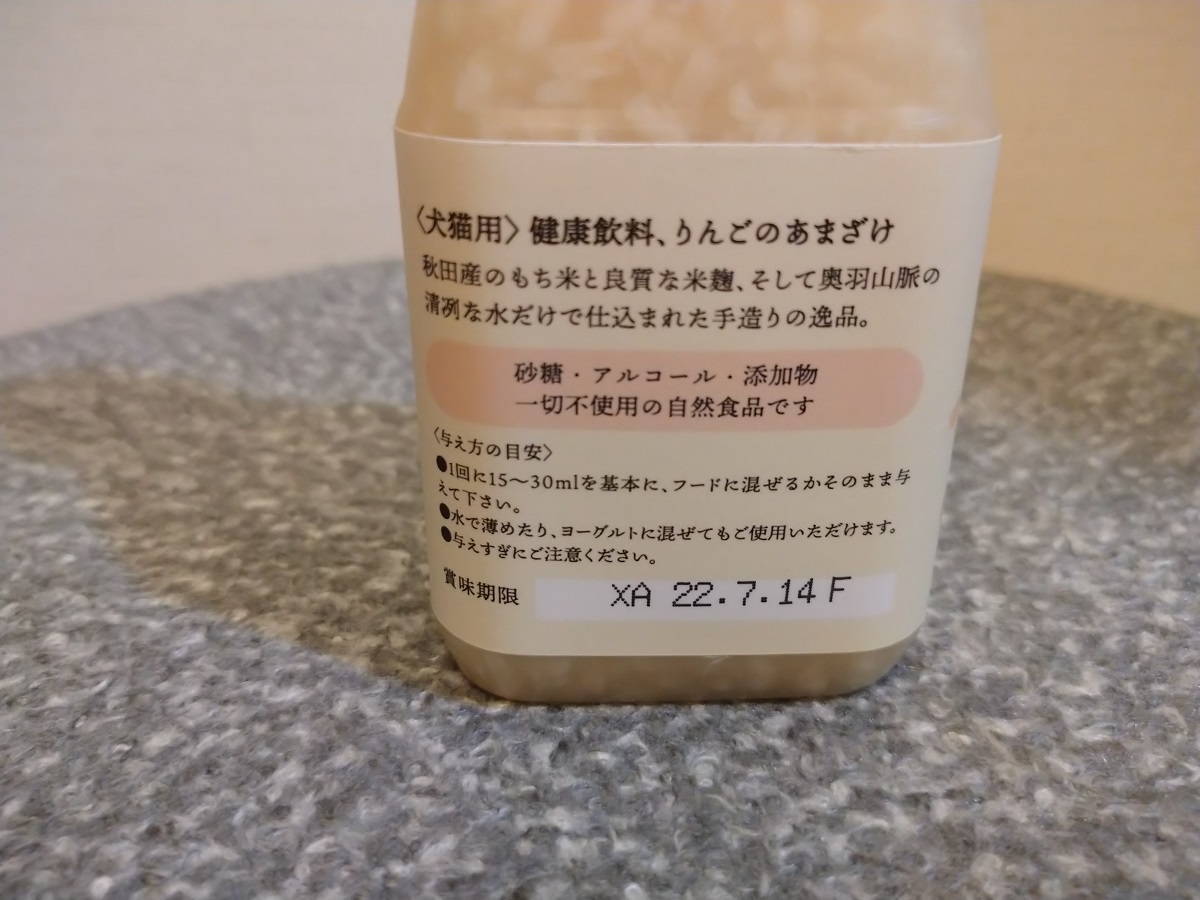 〈犬猫用〉健康飲料、りんごのあまざけ
秋田産のもち米と良質な米麹、そして奥羽山脈の
清冽な水だけで仕込まれた手造りの逸品。
砂糖・アルコール・添加物
一切不使用の自然食品です
〈与え方の目安〉
●1回に15〜30mlを基本に、フードに混ぜるかそのまま与
えて下さい。
●水で薄めたり、ヨーグルトに混ぜてもご使用いただけます。
●与えすぎにご注意ください。
賞味期限 XA 22.7.14 F